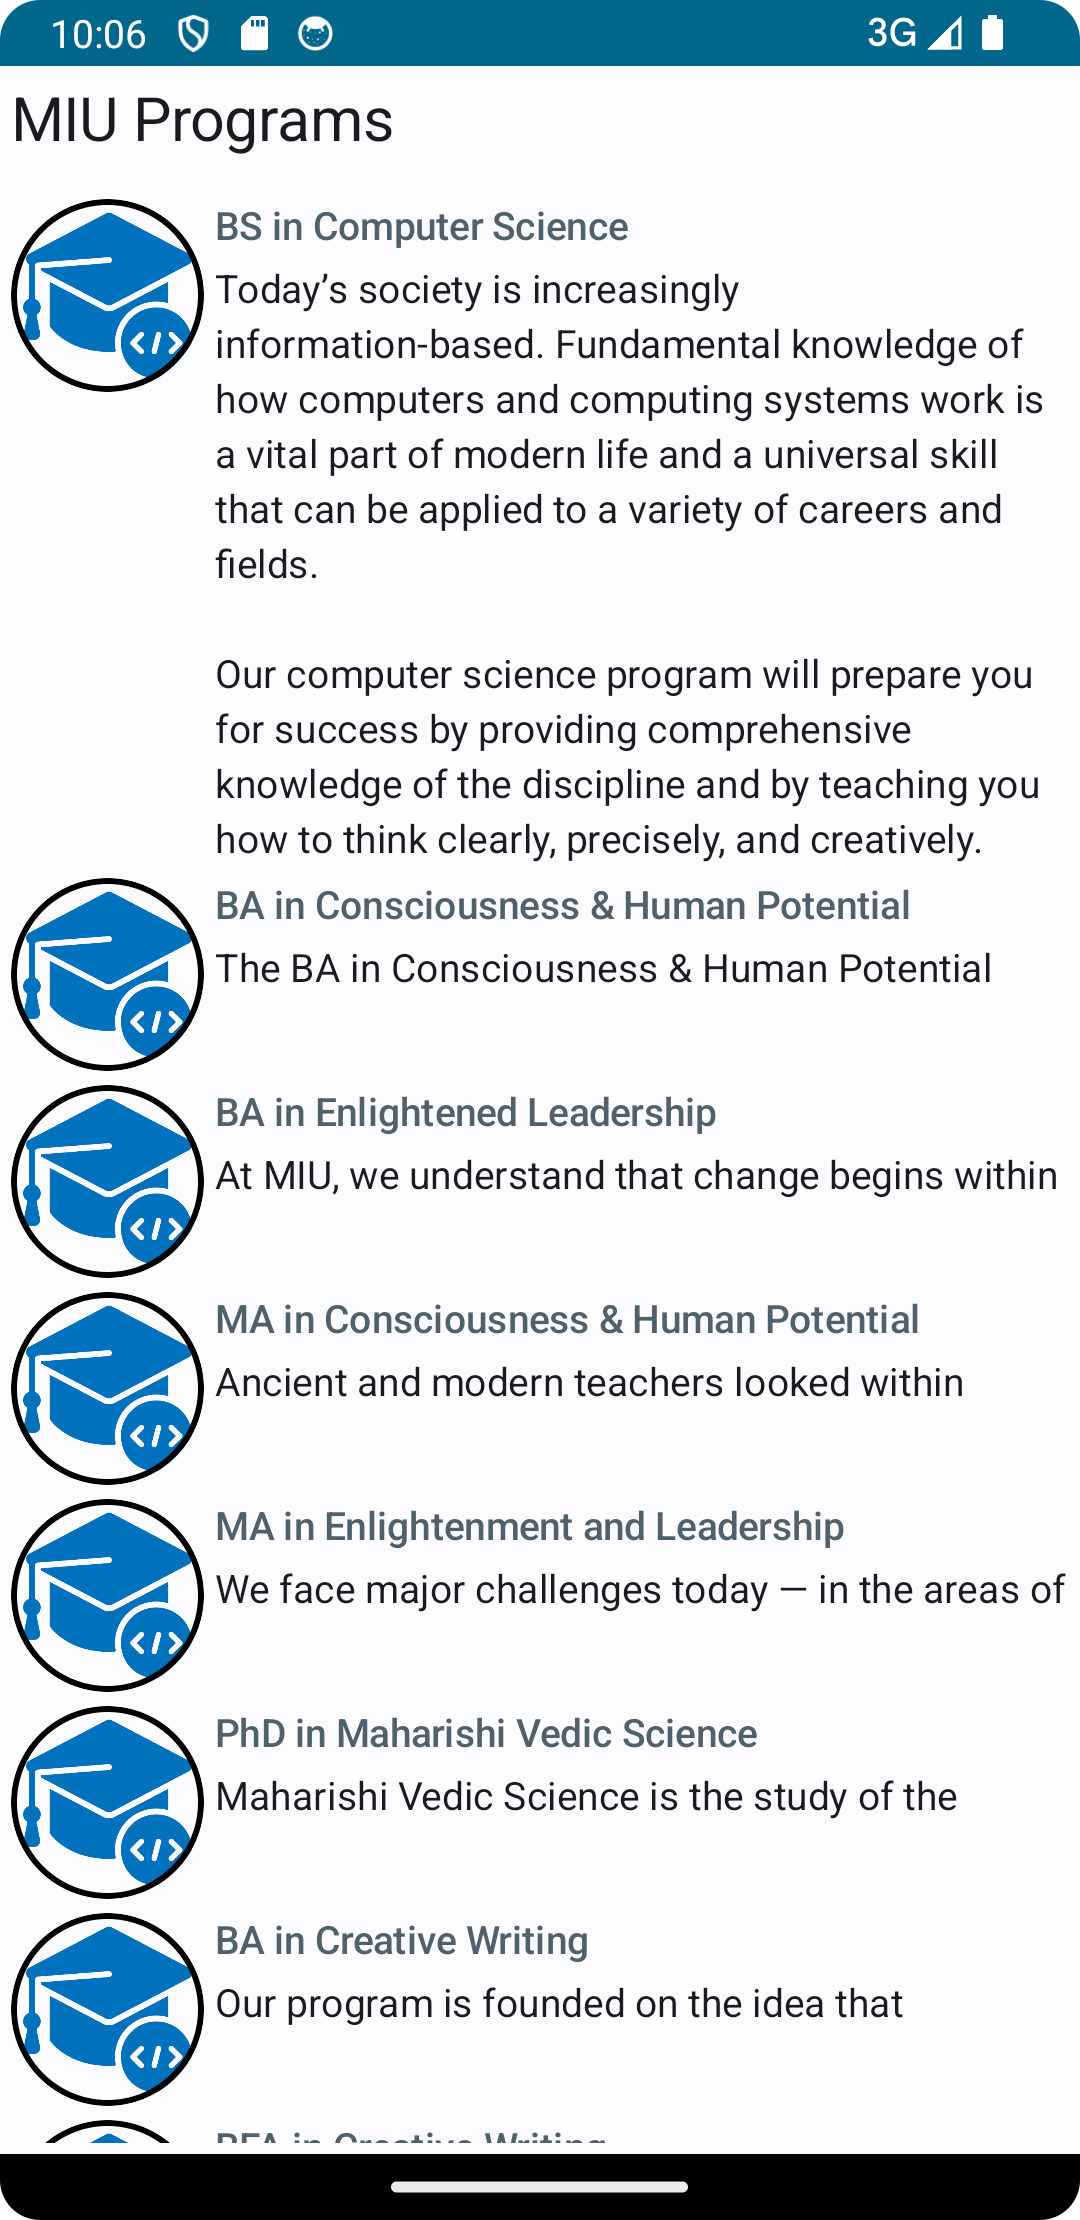 10:06 3G
MIU Programs
BS in Computer Science
Today’s society is increasingly
information-based. Fundamental knowledge of
how computers and computing systems work is
a vital part of modern life and a universal skill
that can be applied to a variety of careers and
fields.
Our computer science program will prepare you
for success by providing comprehensive
knowledge of the discipline and by teaching you
how to think clearly, precisely, and creatively.
</>
BA in Consciousness & Human Potential
The BA in Consciousness & Human Potential
</>
BA in Enlightened Leadership
At MIU, we understand that change begins within
</>
MA in Consciousness & Human Potential
Ancient and modern teachers looked within
</>
MA in Enlightenment and Leadership
We face major challenges today — in the areas of
</>
PhD in Maharishi Vedic Science
Maharishi Vedic Science is the study of the
</>
BA in Creative Writing
Our program is founded on the idea that
</>
BFA in Creative Writing